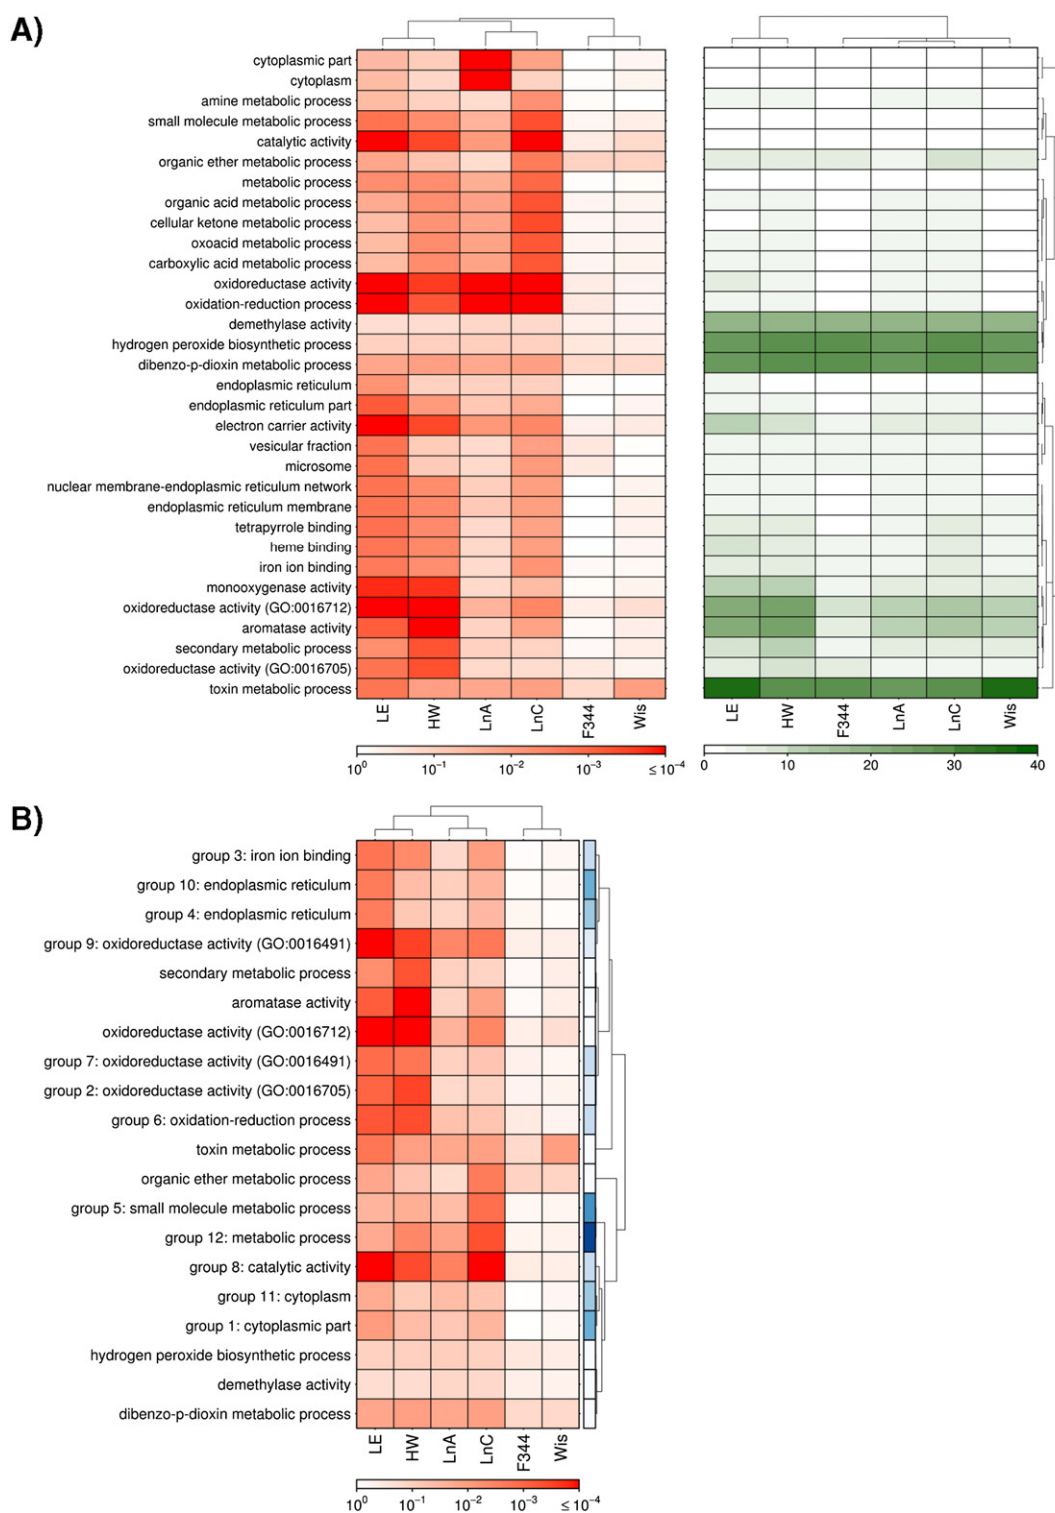 A)
cytoplasmic part
cytoplasm
amine metabolic process
small molecule metabolic process
catalytic activity
organic ether metabolic process
metabolic process
organic acid metabolic process
cellular ketone metabolic process
oxoacid metabolic process
carboxylic acid metabolic process
oxidoreductase activity
oxidation-reduction process
demethylase activity
hydrogen peroxide biosynthetic process
dibenzo-p-dioxin metabolic process
endoplasmic reticulum
endoplasmic reticulum part
electron carrier activity
vesicular fraction
microsome
nuclear membrane-endoplasmic reticulum network
endoplasmic reticulum membrane
tetrapyrrole binding
heme binding
iron ion binding
monooxygenase activity
oxidoreductase activity (GO:0016712)
aromatase activity
secondary metabolic process
oxidoreductase activity (GO:0016705)
toxin metabolic process
LE HW LnA LnC F344 Wis
10⁰ 10⁻¹ 10⁻² 10⁻³ ≤ 10⁻⁴
LE HW F344 LnA LnC Wis
0 10 20 30 40
B)
group 3: iron ion binding
group 10: endoplasmic reticulum
group 4: endoplasmic reticulum
group 9: oxidoreductase activity (GO:0016491)
secondary metabolic process
aromatase activity
oxidoreductase activity (GO:0016712)
group 7: oxidoreductase activity (GO:0016491)
group 2: oxidoreductase activity (GO:0016705)
group 6: oxidation-reduction process
toxin metabolic process
organic ether metabolic process
group 5: small molecule metabolic process
group 12: metabolic process
group 8: catalytic activity
group 11: cytoplasm
group 1: cytoplasmic part
hydrogen peroxide biosynthetic process
demethylase activity
dibenzo-p-dioxin metabolic process
LE HW LnA LnC F344 Wis
10⁰ 10⁻¹ 10⁻² 10⁻³ ≤ 10⁻⁴